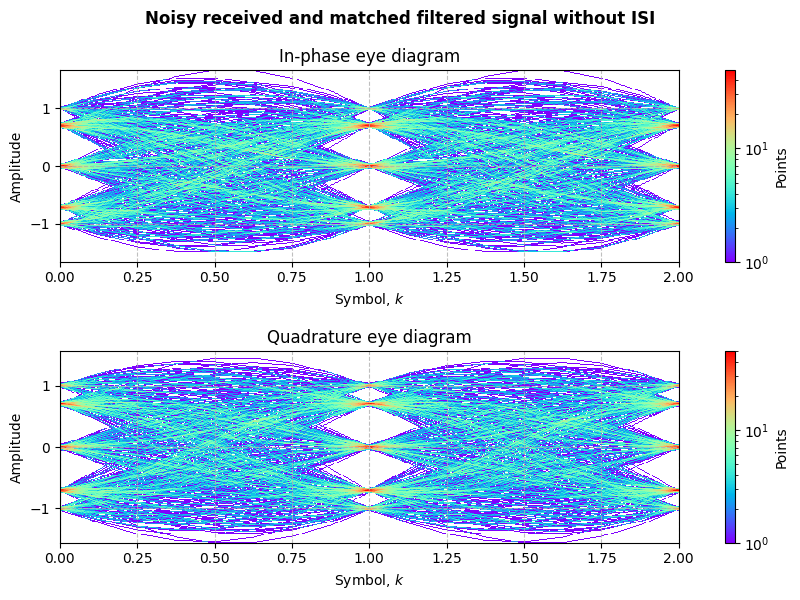 Noisy received and matched filtered signal without ISI
In-phase eye diagram
Amplitude
1
0
−1
0.00 0.25 0.50 0.75 1.00 1.25 1.50 1.75 2.00
Symbol, k
10^1
10^0
Points
Quadrature eye diagram
Amplitude
1
0
−1
0.00 0.25 0.50 0.75 1.00 1.25 1.50 1.75 2.00
Symbol, k
10^1
10^0
Points